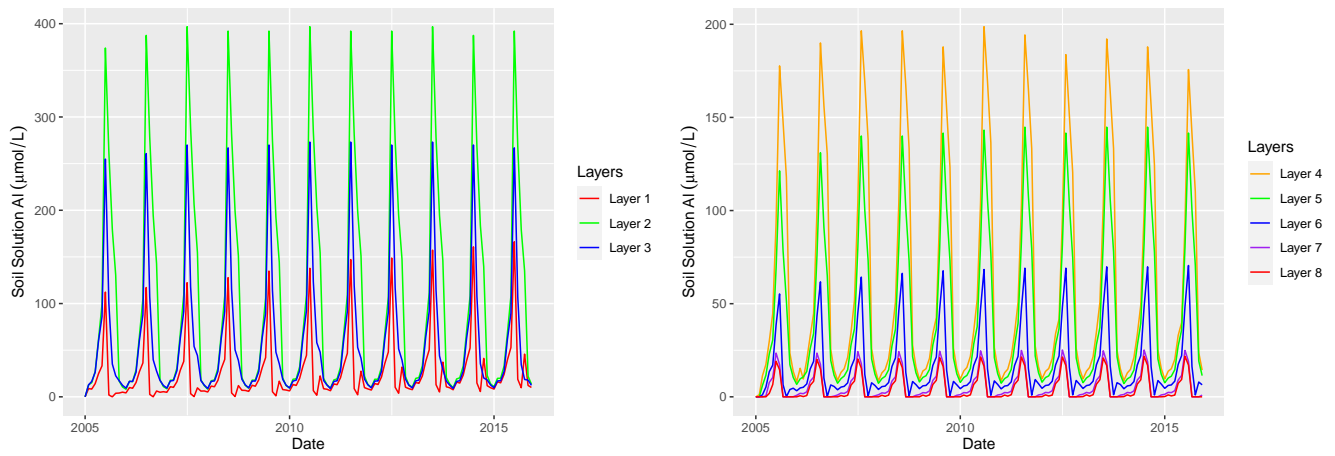 400
300
200
100
0
Soil Solution Al (μmol/L)
2005
2010
2015
Date
Layers
Layer 1
Layer 2
Layer 3
200
150
100
50
0
Soil Solution Al (μmol/L)
2005
2010
2015
Date
Layers
Layer 4
Layer 5
Layer 6
Layer 7
Layer 8